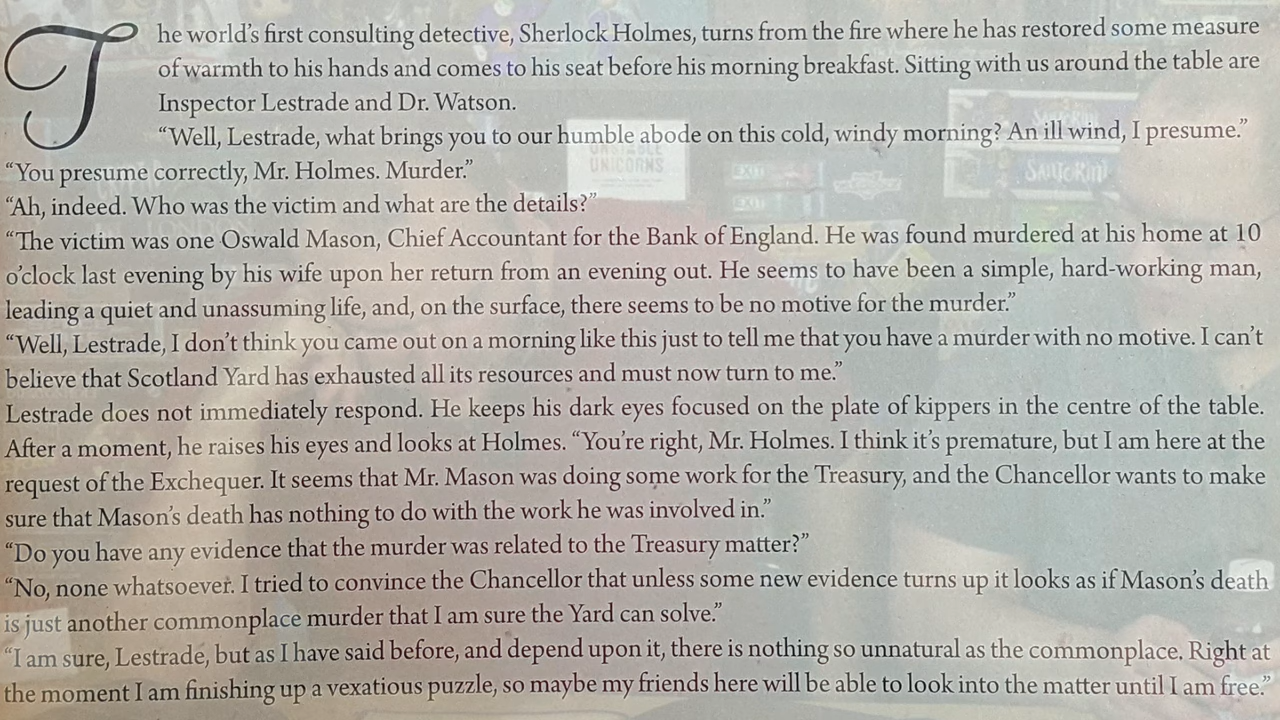 The world's first consulting detective, Sherlock Holmes, turns from the fire where he has restored some measure
of warmth to his hands and comes to his seat before his morning breakfast. Sitting with us around the table are
Inspector Lestrade and Dr. Watson.
“Well, Lestrade, what brings you to our humble abode on this cold, windy morning? An ill wind, I presume.”
“You presume correctly, Mr. Holmes. Murder.”
“Ah, indeed. Who was the victim and what are the details?”
“The victim was one Oswald Mason, Chief Accountant for the Bank of England. He was found murdered at his home at 10
o'clock last evening by his wife upon her return from an evening out. He seems to have been a simple, hard-working man,
leading a quiet and unassuming life, and, on the surface, there seems to be no motive for the murder.”
“Well, Lestrade, I don't think you came out on a morning like this just to tell me that you have a murder with no motive. I can't
believe that Scotland Yard has exhausted all its resources and must now turn to me.”
Lestrade does not immediately respond. He keeps his dark eyes focused on the plate of kippers in the centre of the table.
After a moment, he raises his eyes and looks at Holmes. “You're right, Mr. Holmes. I think it's premature, but I am here at the
request of the Exchequer. It seems that Mr. Mason was doing some work for the Treasury, and the Chancellor wants to make
sure that Mason's death has nothing to do with the work he was involved in.”
“Do you have any evidence that the murder was related to the Treasury matter?”
“No, none whatsoever. I tried to convince the Chancellor that unless some new evidence turns up it looks as if Mason's death
is just another commonplace murder that I am sure the Yard can solve.”
“I am sure, Lestrade, but as I have said before, and depend upon it, there is nothing so unnatural as the commonplace. Right at
the moment I am finishing up a vexatious puzzle, so maybe my friends here will be able to look into the matter until I am free.”
UNSTABLE
UNICORNS
EXIT
EXIT
SANTORINI